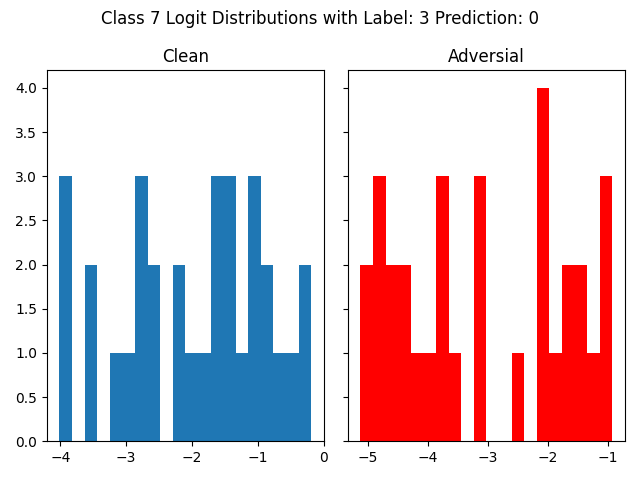 Class 7 Logit Distributions with Label: 3 Prediction: 0
Clean
Adversial
4.0
3.5
3.0
2.5
2.0
1.5
1.0
0.5
0.0
−4 −3 −2 −1 0
−5 −4 −3 −2 −1